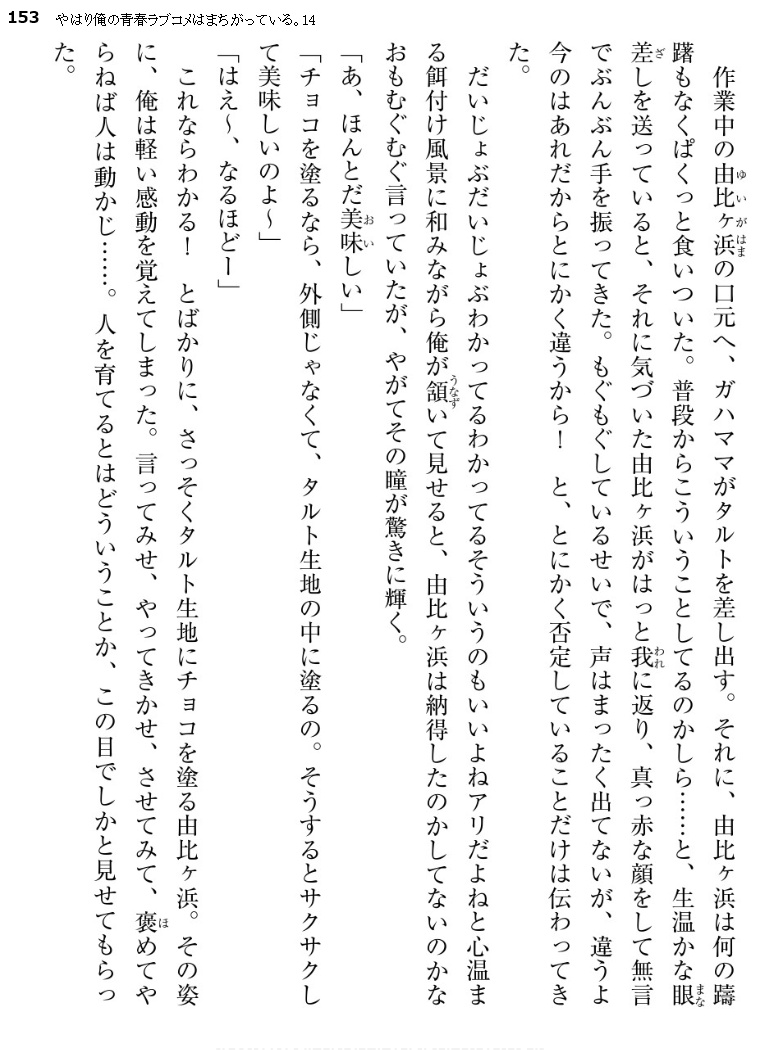 153 やはり俺の青春ラブコメはまちがっている。14
　作業中の由比ヶ浜の口元へ、ガハママがタルトを差し出す。それに、由比ヶ浜は何の躊
躇もなくぱくっと食いついた。普段からこういうことしてるのかしら……と、生温かな眼
差しを送っていると、それに気づいた由比ヶ浜がはっと我に返り、真っ赤な顔をして無言
でぶんぶん手を振ってきた。もぐもぐしているせいで、声はまったく出てないが、違うよ
今のはあれだからとにかく違うから！　と、とにかく否定していることだけは伝わってき
た。
　だいじょぶだいじょぶわかってるわかってるそういうのもいいよねアリだよねと心温ま
る餌付け風景に和みながら俺が頷いて見せると、由比ヶ浜は納得したのかしてないのかな
おもむぐむぐ言っていたが、やがてその瞳が驚きに輝く。
「あ、ほんとだ美味しい」
「チョコを塗るなら、外側じゃなくて、タルト生地の中に塗るの。そうするとサクサクし
て美味しいのよ～」
「はえ～、なるほどー」
　これならわかる！　とばかりに、さっそくタルト生地にチョコを塗る由比ヶ浜。その姿
に、俺は軽い感動を覚えてしまった。言ってみせ、やってきかせ、させてみて、褒めてや
らねば人は動かじ……。人を育てるとはどういうことか、この目でしかと見せてもらっ
た。